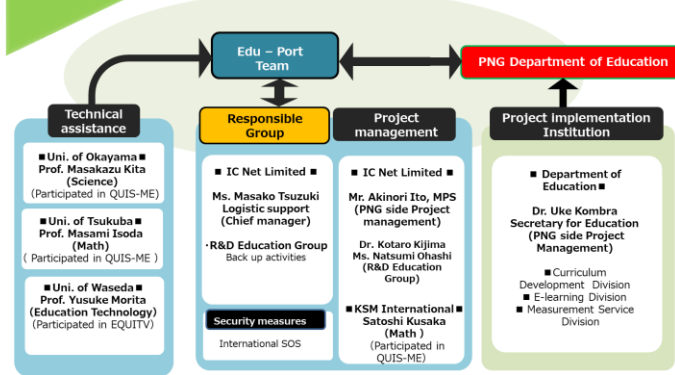 Edu – Port
Team
PNG Department of Education
Technical
assistance
■Uni. of Okayama■
Prof. Masakazu Kita
(Science)
(Participated in QUIS-ME)
■Uni. of Tsukuba■
Prof. Masami Isoda
(Math)
( Participated in QUIS-ME )
■Uni. of Waseda■
Prof. Yusuke Morita
(Education Technology)
(Participated in EQUITV)
Responsible
Group
■ IC Net Limited ■
Ms. Masako Tsuzuki
Logistic support
(Chief manager)
・R&D Education Group
Back up activities
Security measures
International SOS
Project
management
■ IC Net Limited ■
Mr. Akinori Ito, MPS
(PNG side Project
management)
Dr. Kotaro Kijima
Ms. Natsumi Ohashi
(R&D Education
Group)
■KSM International■
Satoshi Kusaka
(Math )
(Participated in
QUIS-ME)
Project implementation
Institution
■ Department of
Education■
Dr. Uke Kombra
Secretary for Education
(PNG side Project
Management)
■Curriculum
Development Division
■ E-learning Division
■ Measurement Service
Division